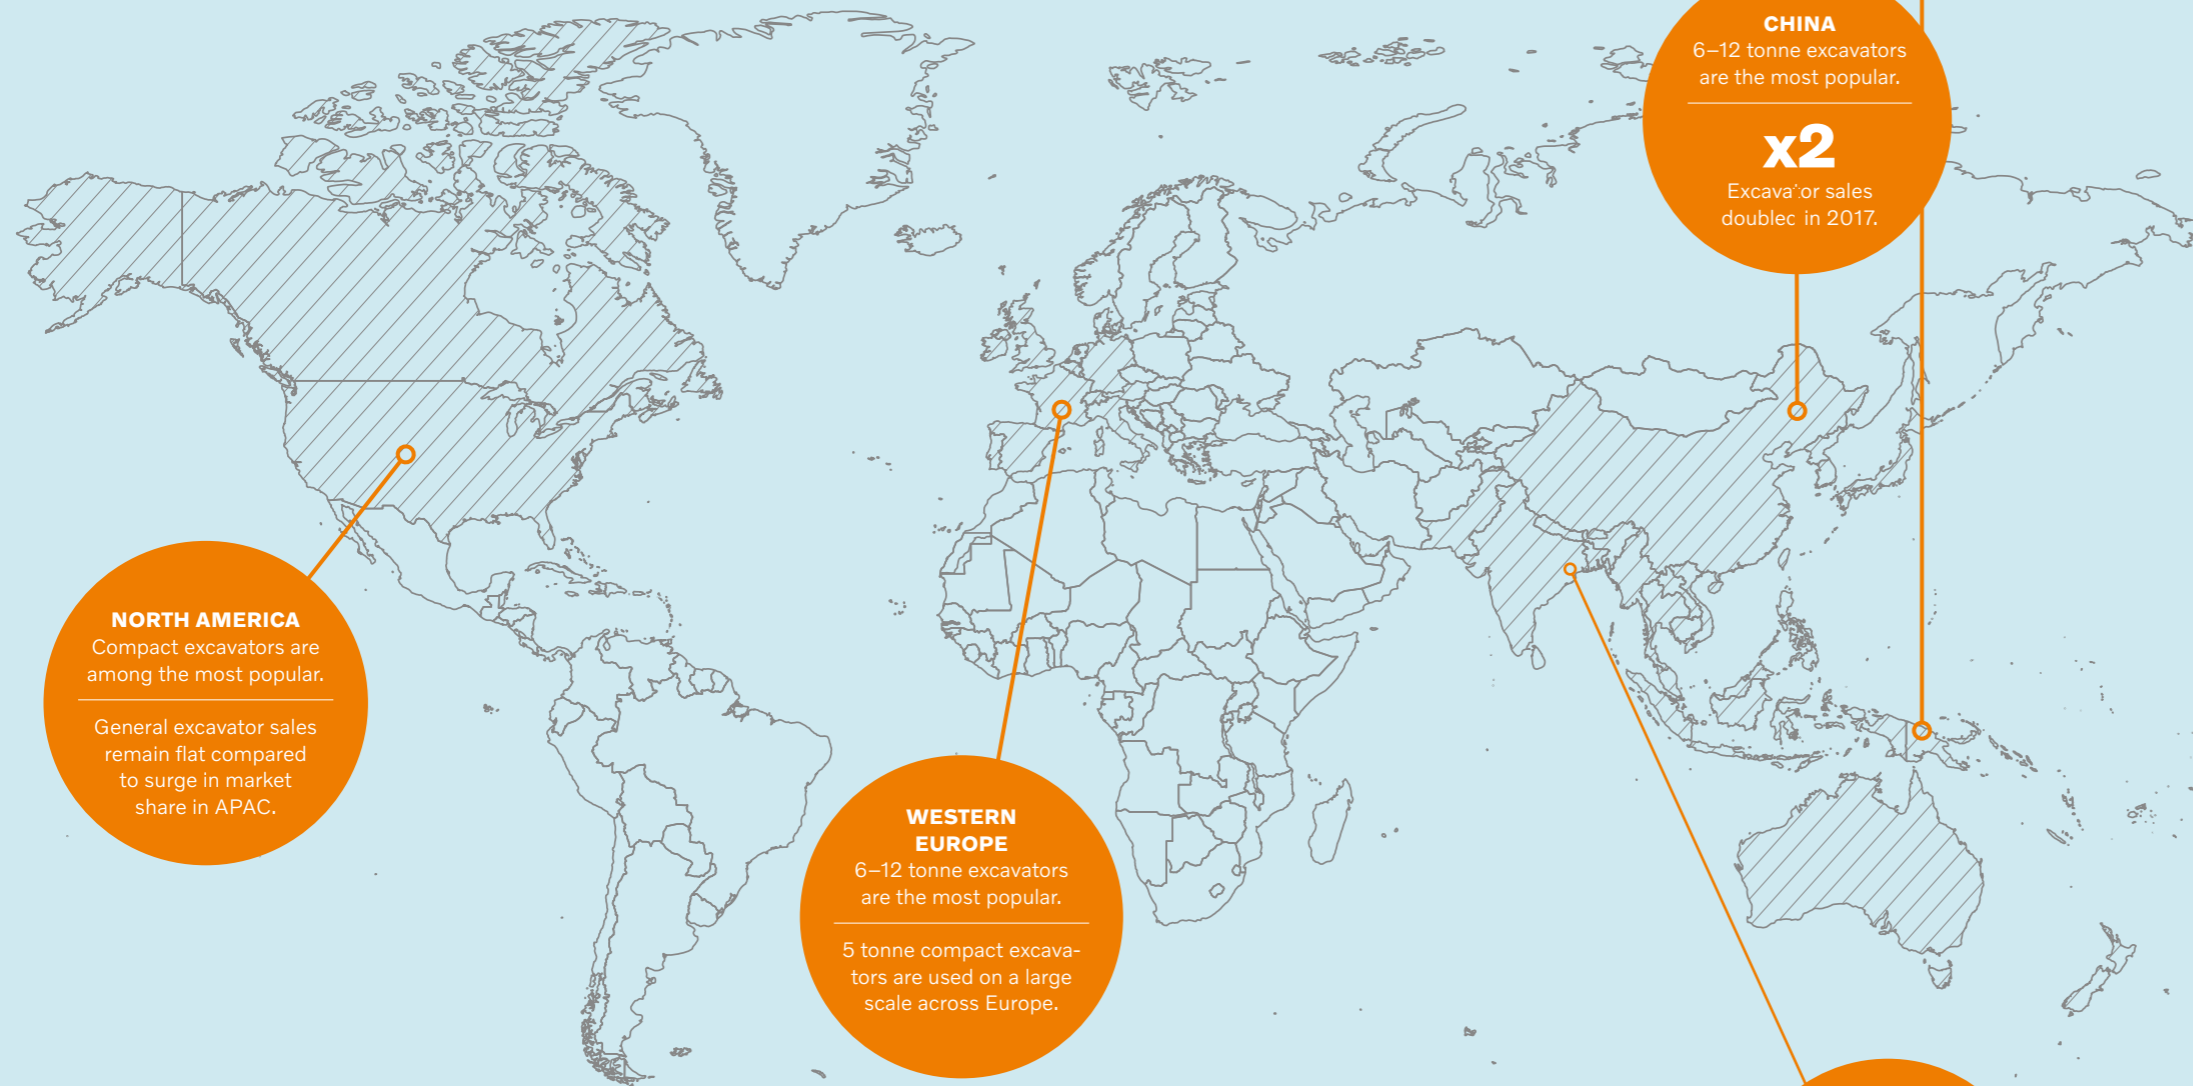 CHINA
6–12 tonne excavators
are the most popular.
x2
Excavator sales
doubled in 2017.
NORTH AMERICA
Compact excavators are
among the most popular.
General excavator sales
remain flat compared
to surge in market
share in APAC.
WESTERN
EUROPE
6–12 tonne excavators
are the most popular.
5 tonne compact excava-
tors are used on a large
scale across Europe.